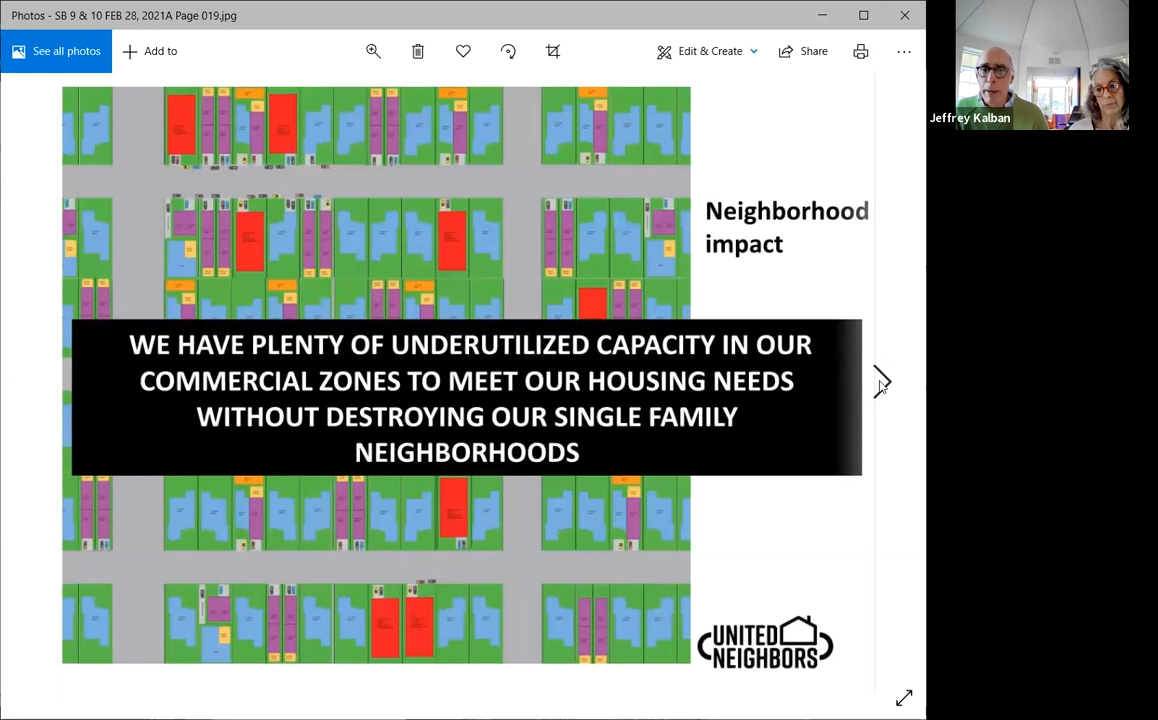 Photos - SB 9 & 10 FEB 28, 2021A Page 019.jpg
See all photos
Add to
Edit & Create
Share
Jeffrey Kalban
Neighborhood
impact
WE HAVE PLENTY OF UNDERUTILIZED CAPACITY IN OUR
COMMERCIAL ZONES TO MEET OUR HOUSING NEEDS
WITHOUT DESTROYING OUR SINGLE FAMILY
NEIGHBORHOODS
UNITED
NEIGHBORS